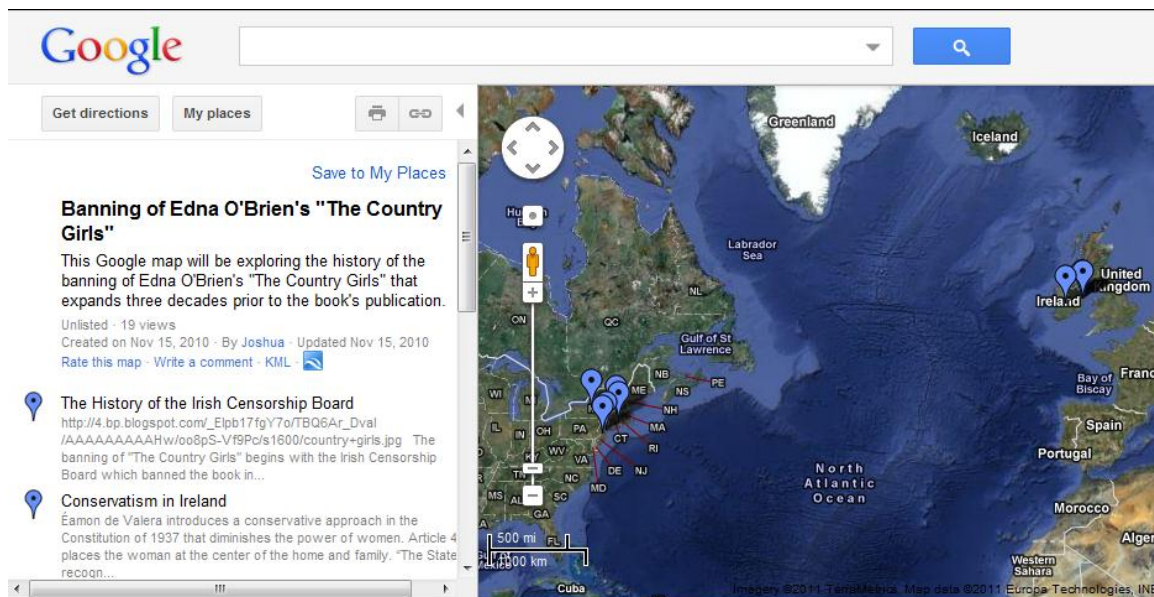 Google
Get directions
My places
Save to My Places
Banning of Edna O'Brien's "The Country
Girls"
This Google map will be exploring the history of the
banning of Edna O'Brien's "The Country Girls" that
expands three decades prior to the book's publication.
Unlisted · 19 views
Created on Nov 15, 2010 · By Joshua · Updated Nov 15, 2010
Rate this map · Write a comment · KML ·
The History of the Irish Censorship Board
http://4.bp.blogspot.com/_Elpb17fgY7o/TBQ6Ar_DvaI
/AAAAAAAAAHw/oo8pS-Vf9Pc/s1600/country+girls.jpg The
banning of "The Country Girls" begins with the Irish Censorship
Board which banned the book in...
Conservatism in Ireland
Éamon de Valera introduces a conservative approach in the
Constitution of 1937 that diminishes the power of women. Article 4
places the woman at the center of the home and family. "The State
recogn...
Greenland
Iceland
Labrador
Sea
United
Kingdom
Ireland
NL
ON
QC
Gulf of St
Lawrence
NB
PE
Bay of
Biscay
Franc
WI
MI
ME
NS
NH
IL
IN
OH
PA
MA
CT
RI
Spain
Portugal
WV
VA
KY
DE
NJ
MD
TN
NC
North
Atlantic
Ocean
MS
AL
SC
GA
Morocco
500 mi
FL
Alger
1000 km
Western
Sahara
Cuba
Imagery ©2011 TerraMetrics, Map data ©2011 Europa Technologies, INE